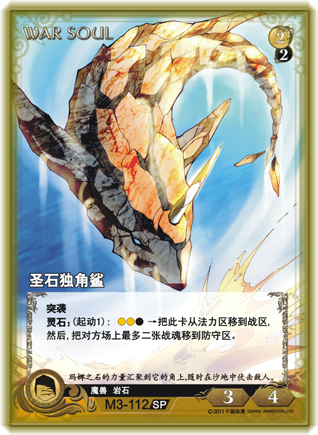 WAR SOUL
2
2
圣石独角鲨
突袭
灵石:(起动1): →把此卡从法力区移到战区,
然后,把对方场上最多二张战魂移到防守区。
玛娜之石的力量汇聚到它的角上,随时在沙地中伏击敌人。
魔兽 岩石
M3-112 SP
3
4
©2011千骐动漫